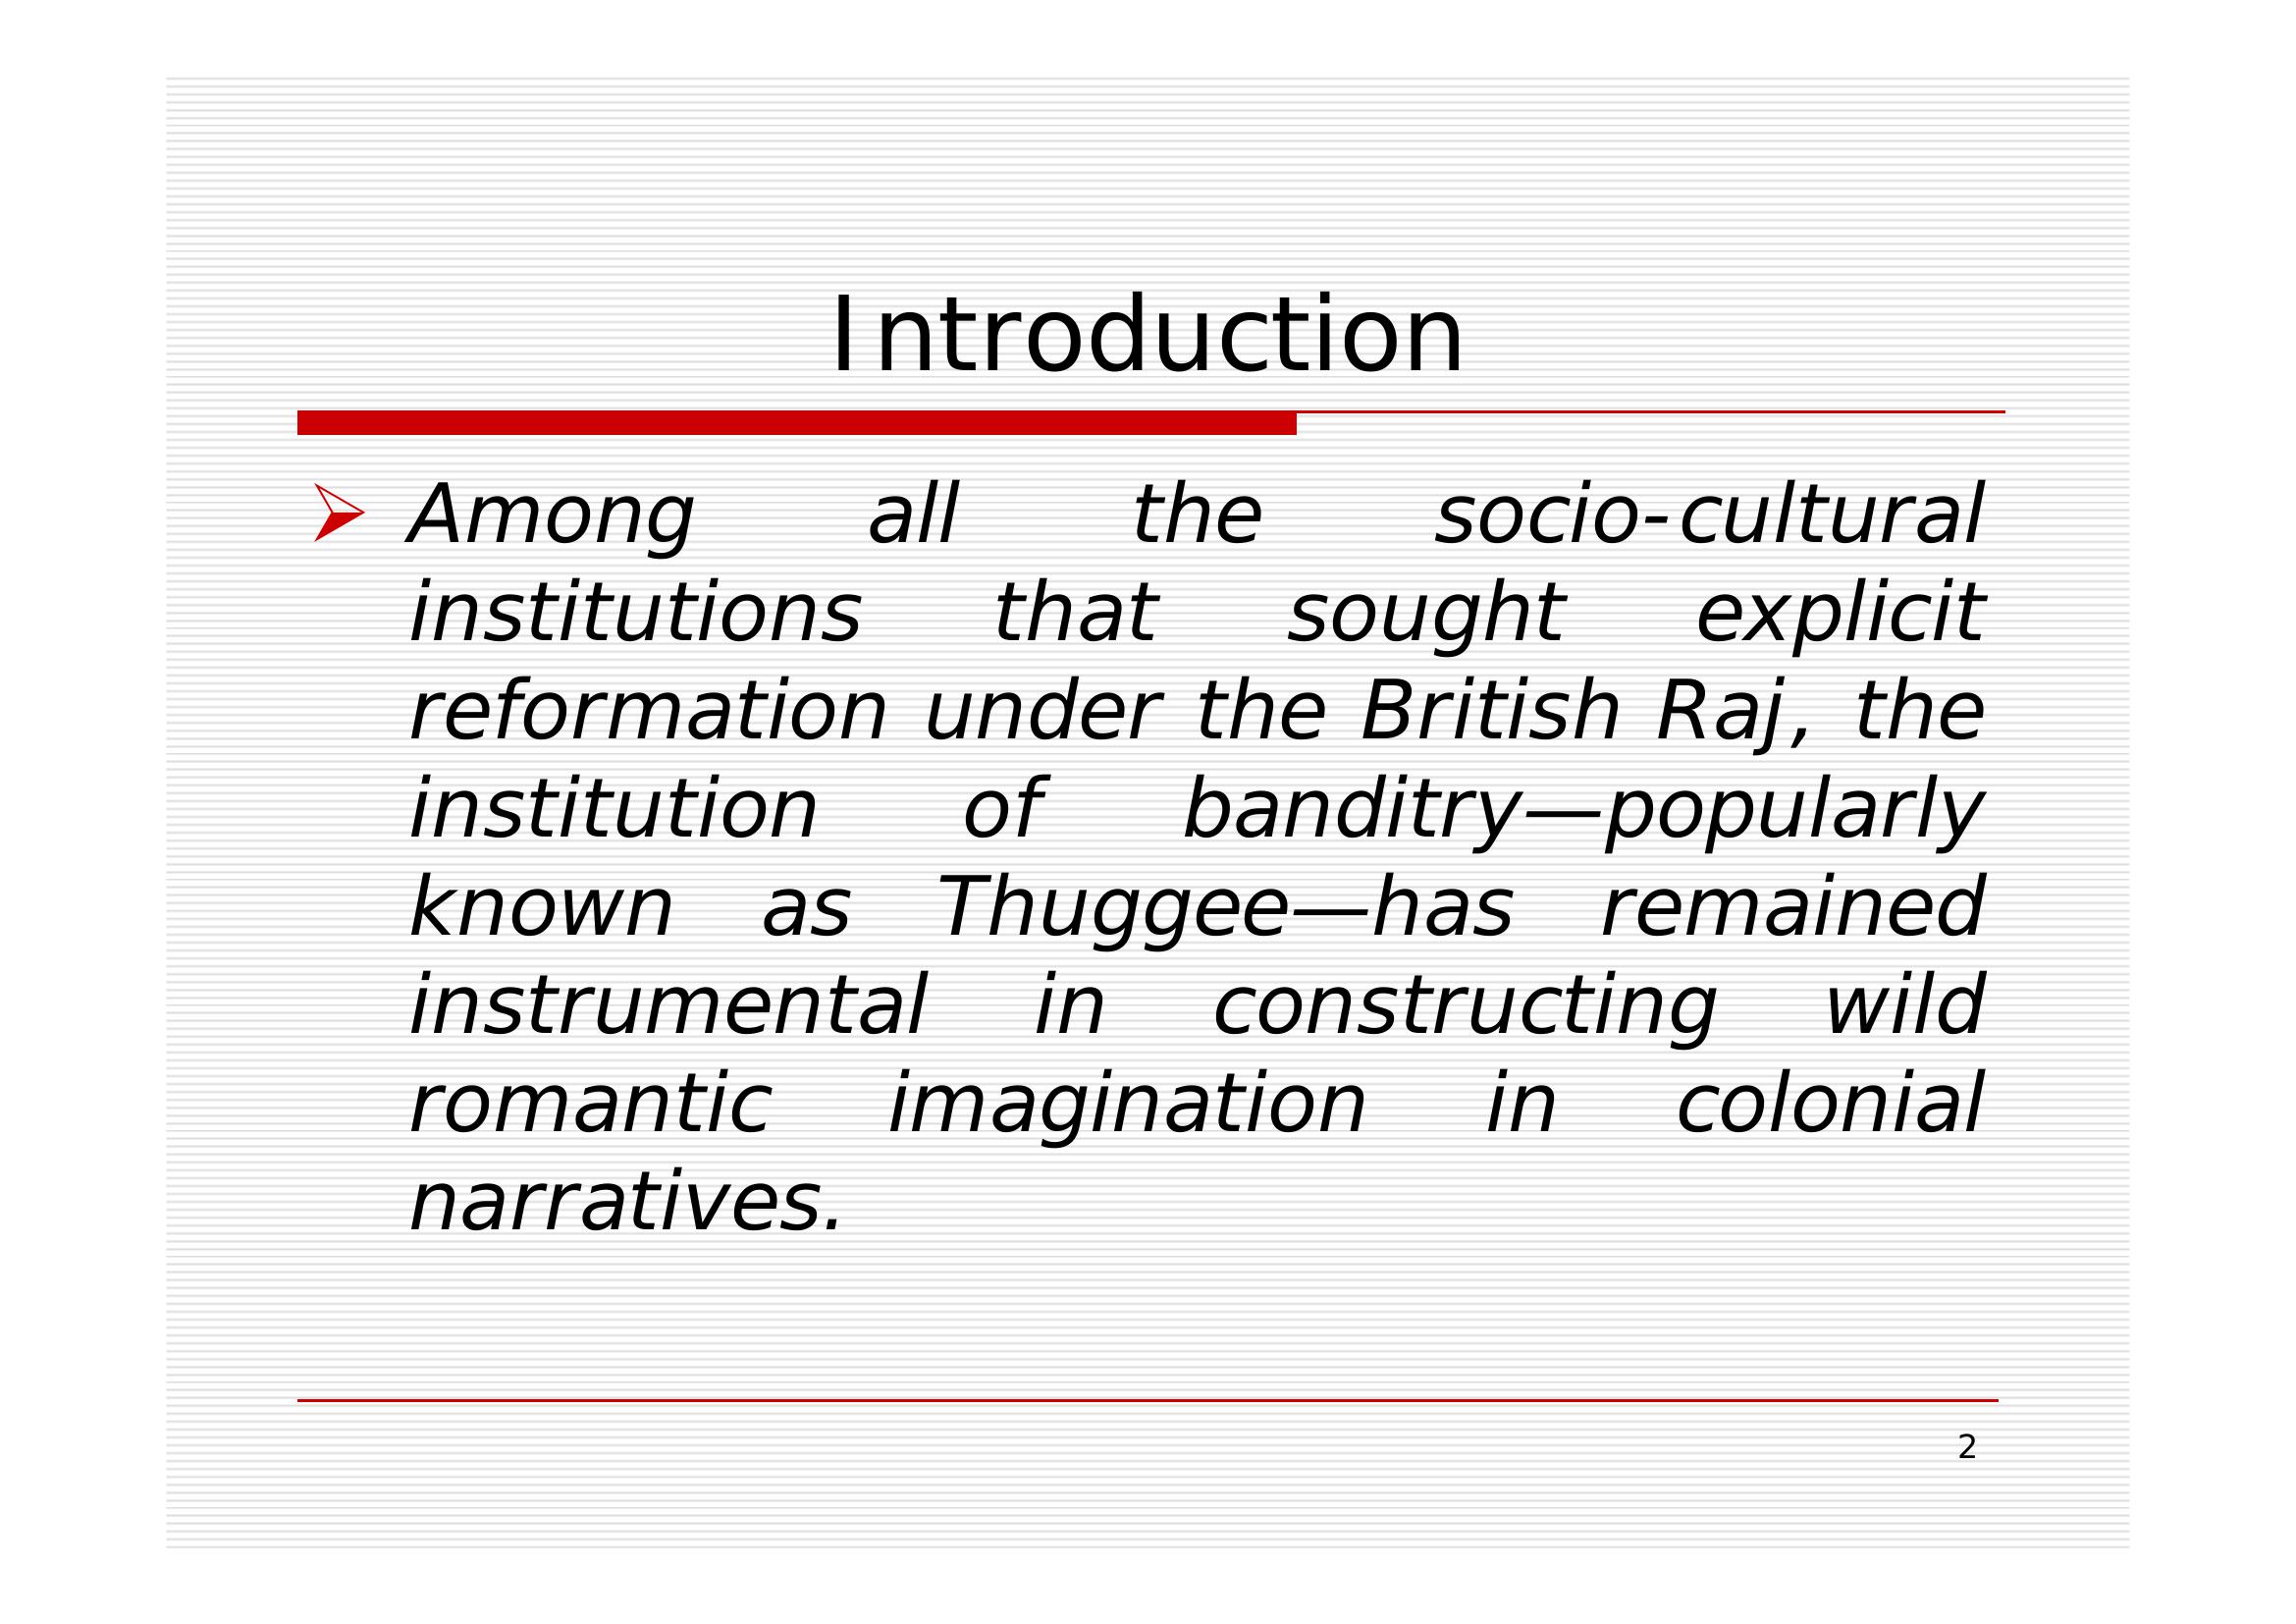 Introduction
Among all the socio-cultural
institutions that sought explicit
reformation under the British Raj, the
institution of banditry—popularly
known as Thuggee—has remained
instrumental in constructing wild
romantic imagination in colonial
narratives.
2